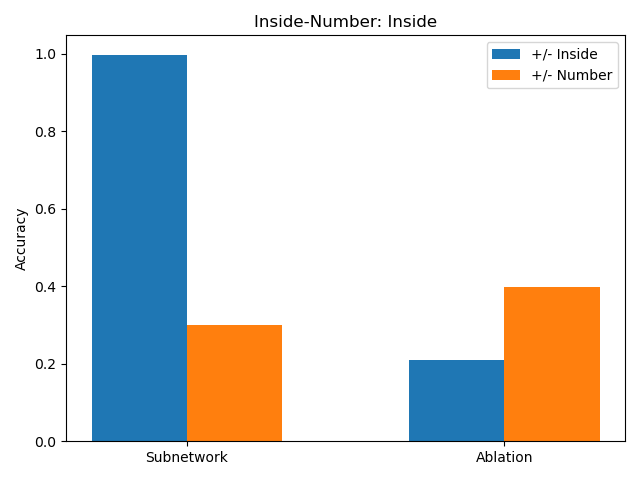 Inside-Number: Inside
+/- Inside
+/- Number
Accuracy
1.0
0.8
0.6
0.4
0.2
0.0
Subnetwork
Ablation